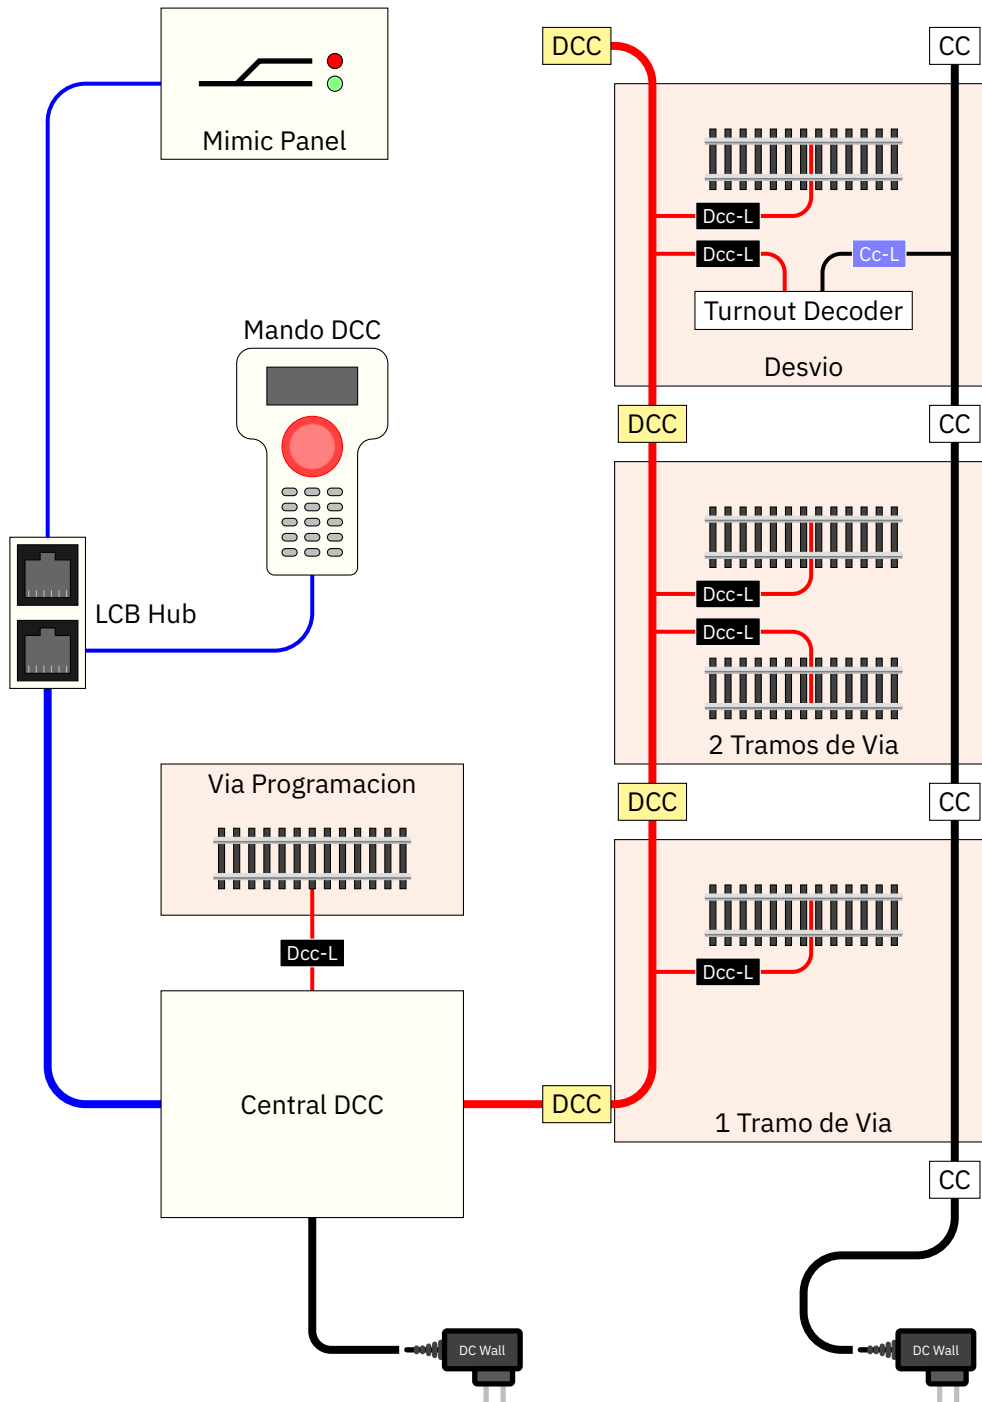 DCC
CC
Mimic Panel
Dcc-L
Dcc-L
Cc-L
Turnout Decoder
Desvio
Mando DCC
DCC
CC
Dcc-L
Dcc-L
LCB Hub
2 Tramos de Via
Via Programacion
DCC
CC
Dcc-L
Dcc-L
Central DCC
DCC
1 Tramo de Via
CC
DC Wall
DC Wall